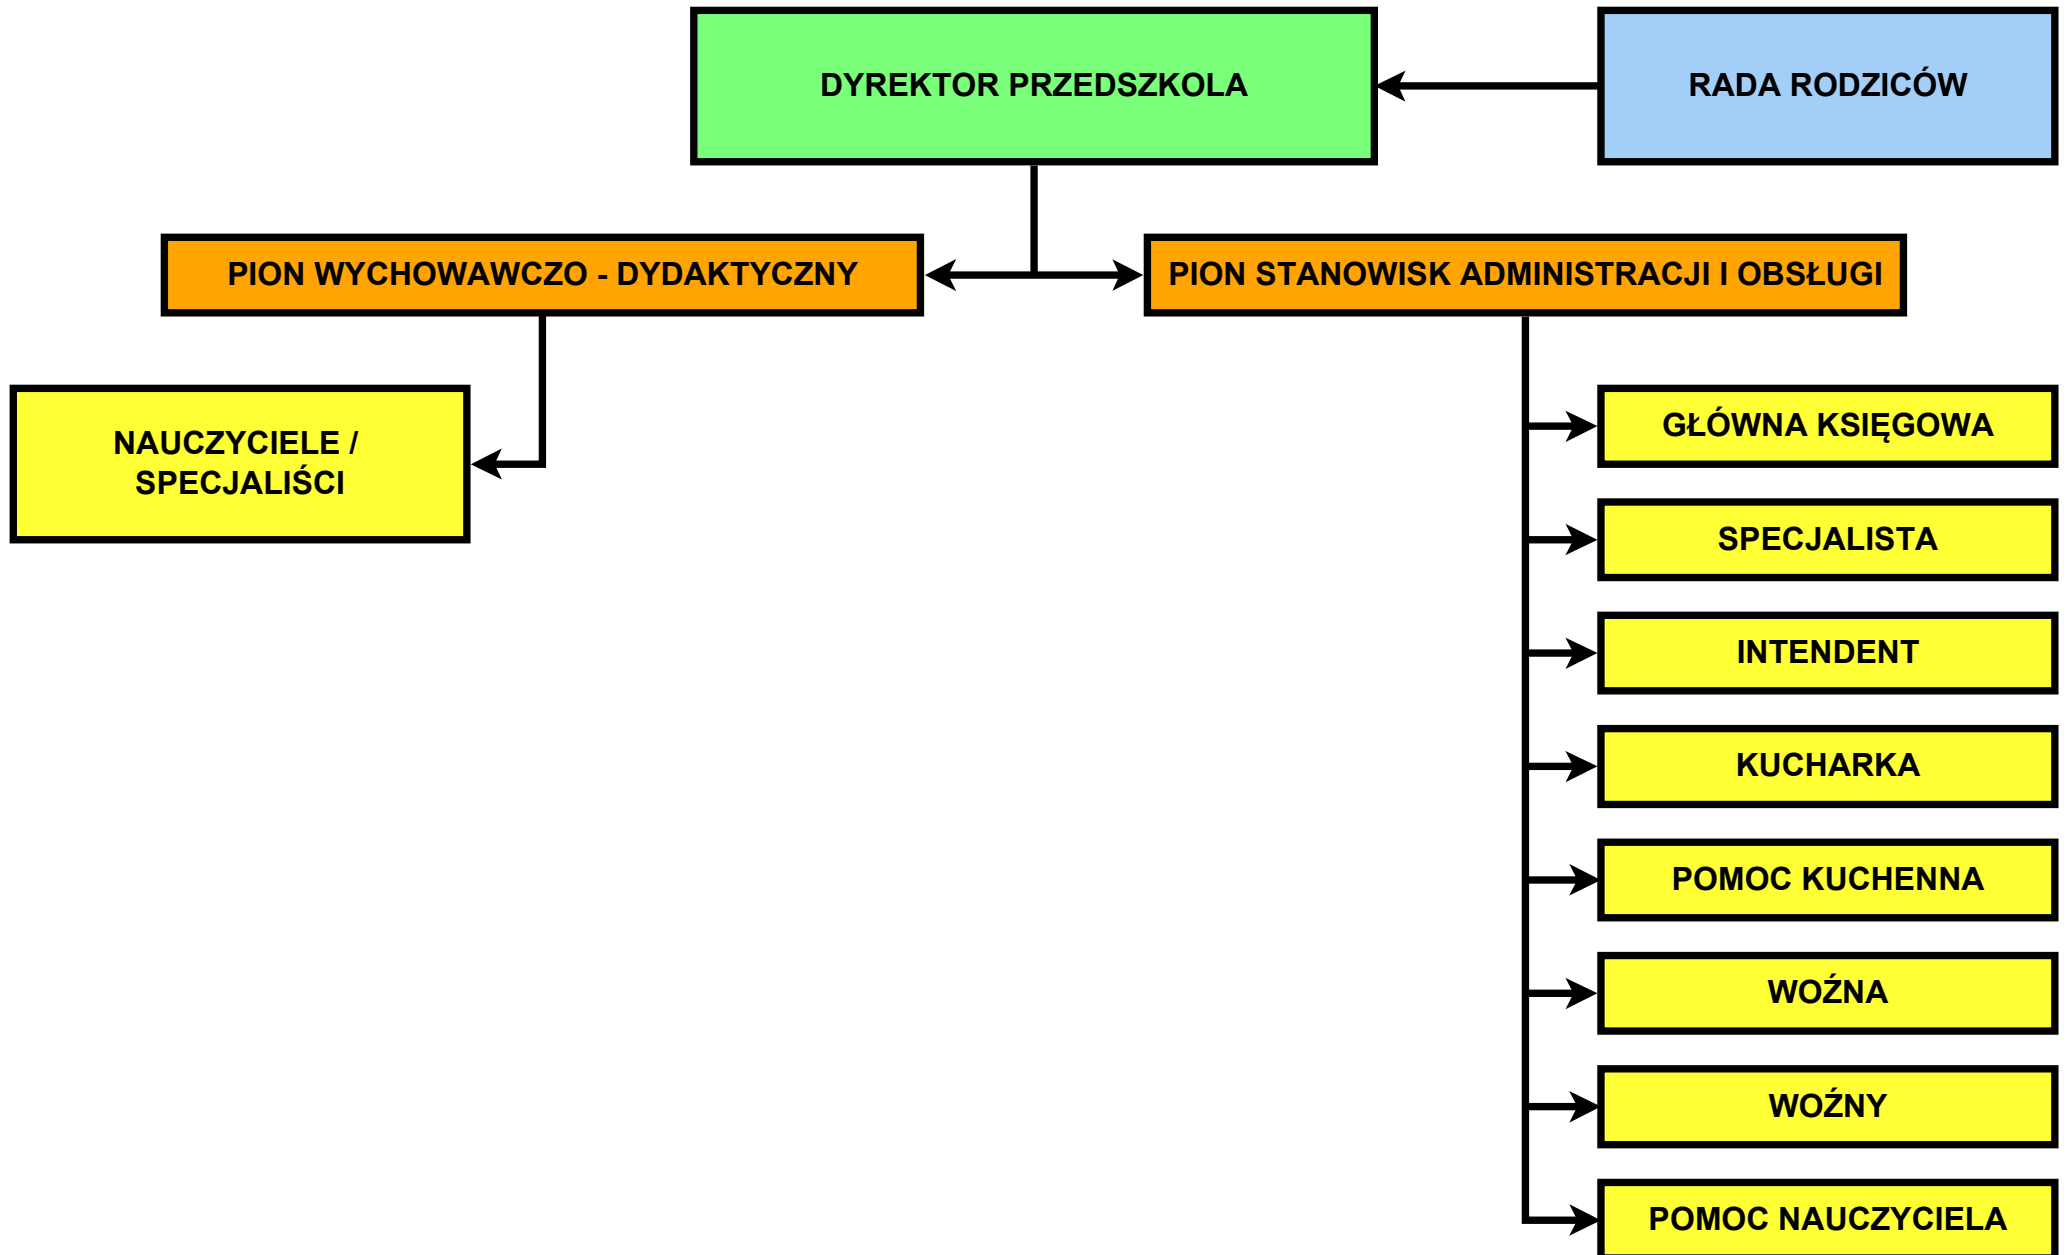 DYREKTOR PRZEDSZKOLA
RADA RODZICÓW
PION WYCHOWAWCZO - DYDAKTYCZNY
PION STANOWISK ADMINISTRACJI I OBSŁUGI
NAUCZYCIELE /
SPECJALIŚCI
GŁÓWNA KSIĘGOWA
SPECJALISTA
INTENDENT
KUCHARKA
POMOC KUCHENNA
WOŹNA
WOŹNY
POMOC NAUCZYCIELA